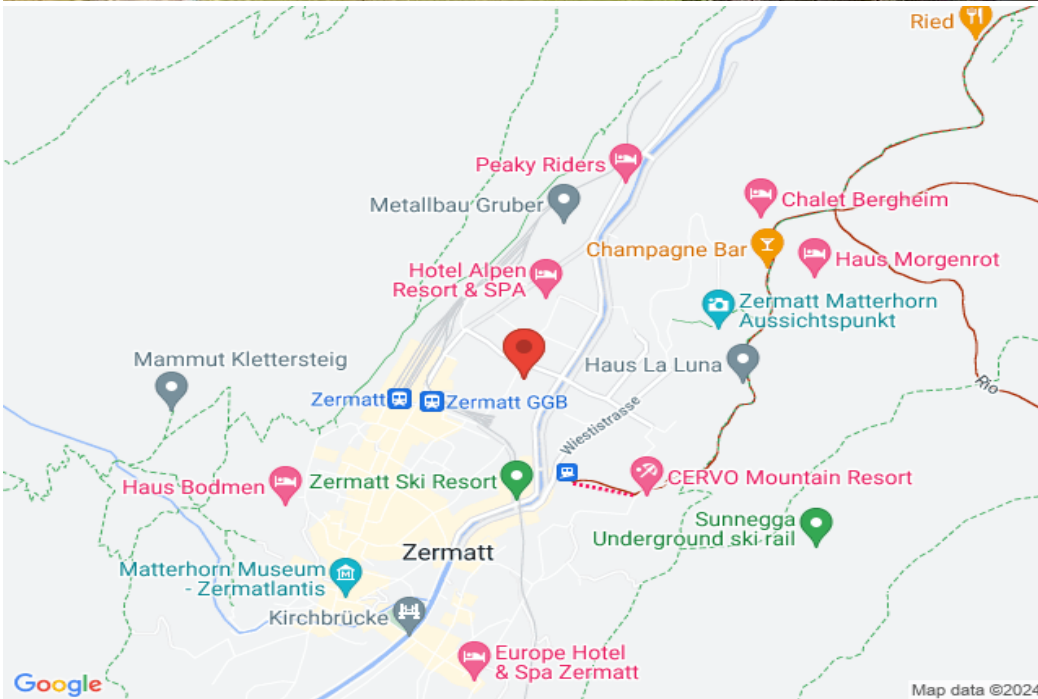 Ried
Peaky Riders
Metallbau Gruber
Chalet Bergheim
Champagne Bar
Haus Morgenrot
Hotel Alpen
Resort & SPA
Zermatt Matterhorn
Aussichtspunkt
Mammut Klettersteig
Haus La Luna
Rio
Zermatt
Zermatt GGB
Wiestistrasse
Haus Bodmen
Zermatt Ski Resort
CERVO Mountain Resort
Sunnegga
Underground ski rail
Zermatt
Matterhorn Museum
- Zermatlantis
Kirchbrücke
Europe Hotel
& Spa Zermatt
Google
Map data ©2024